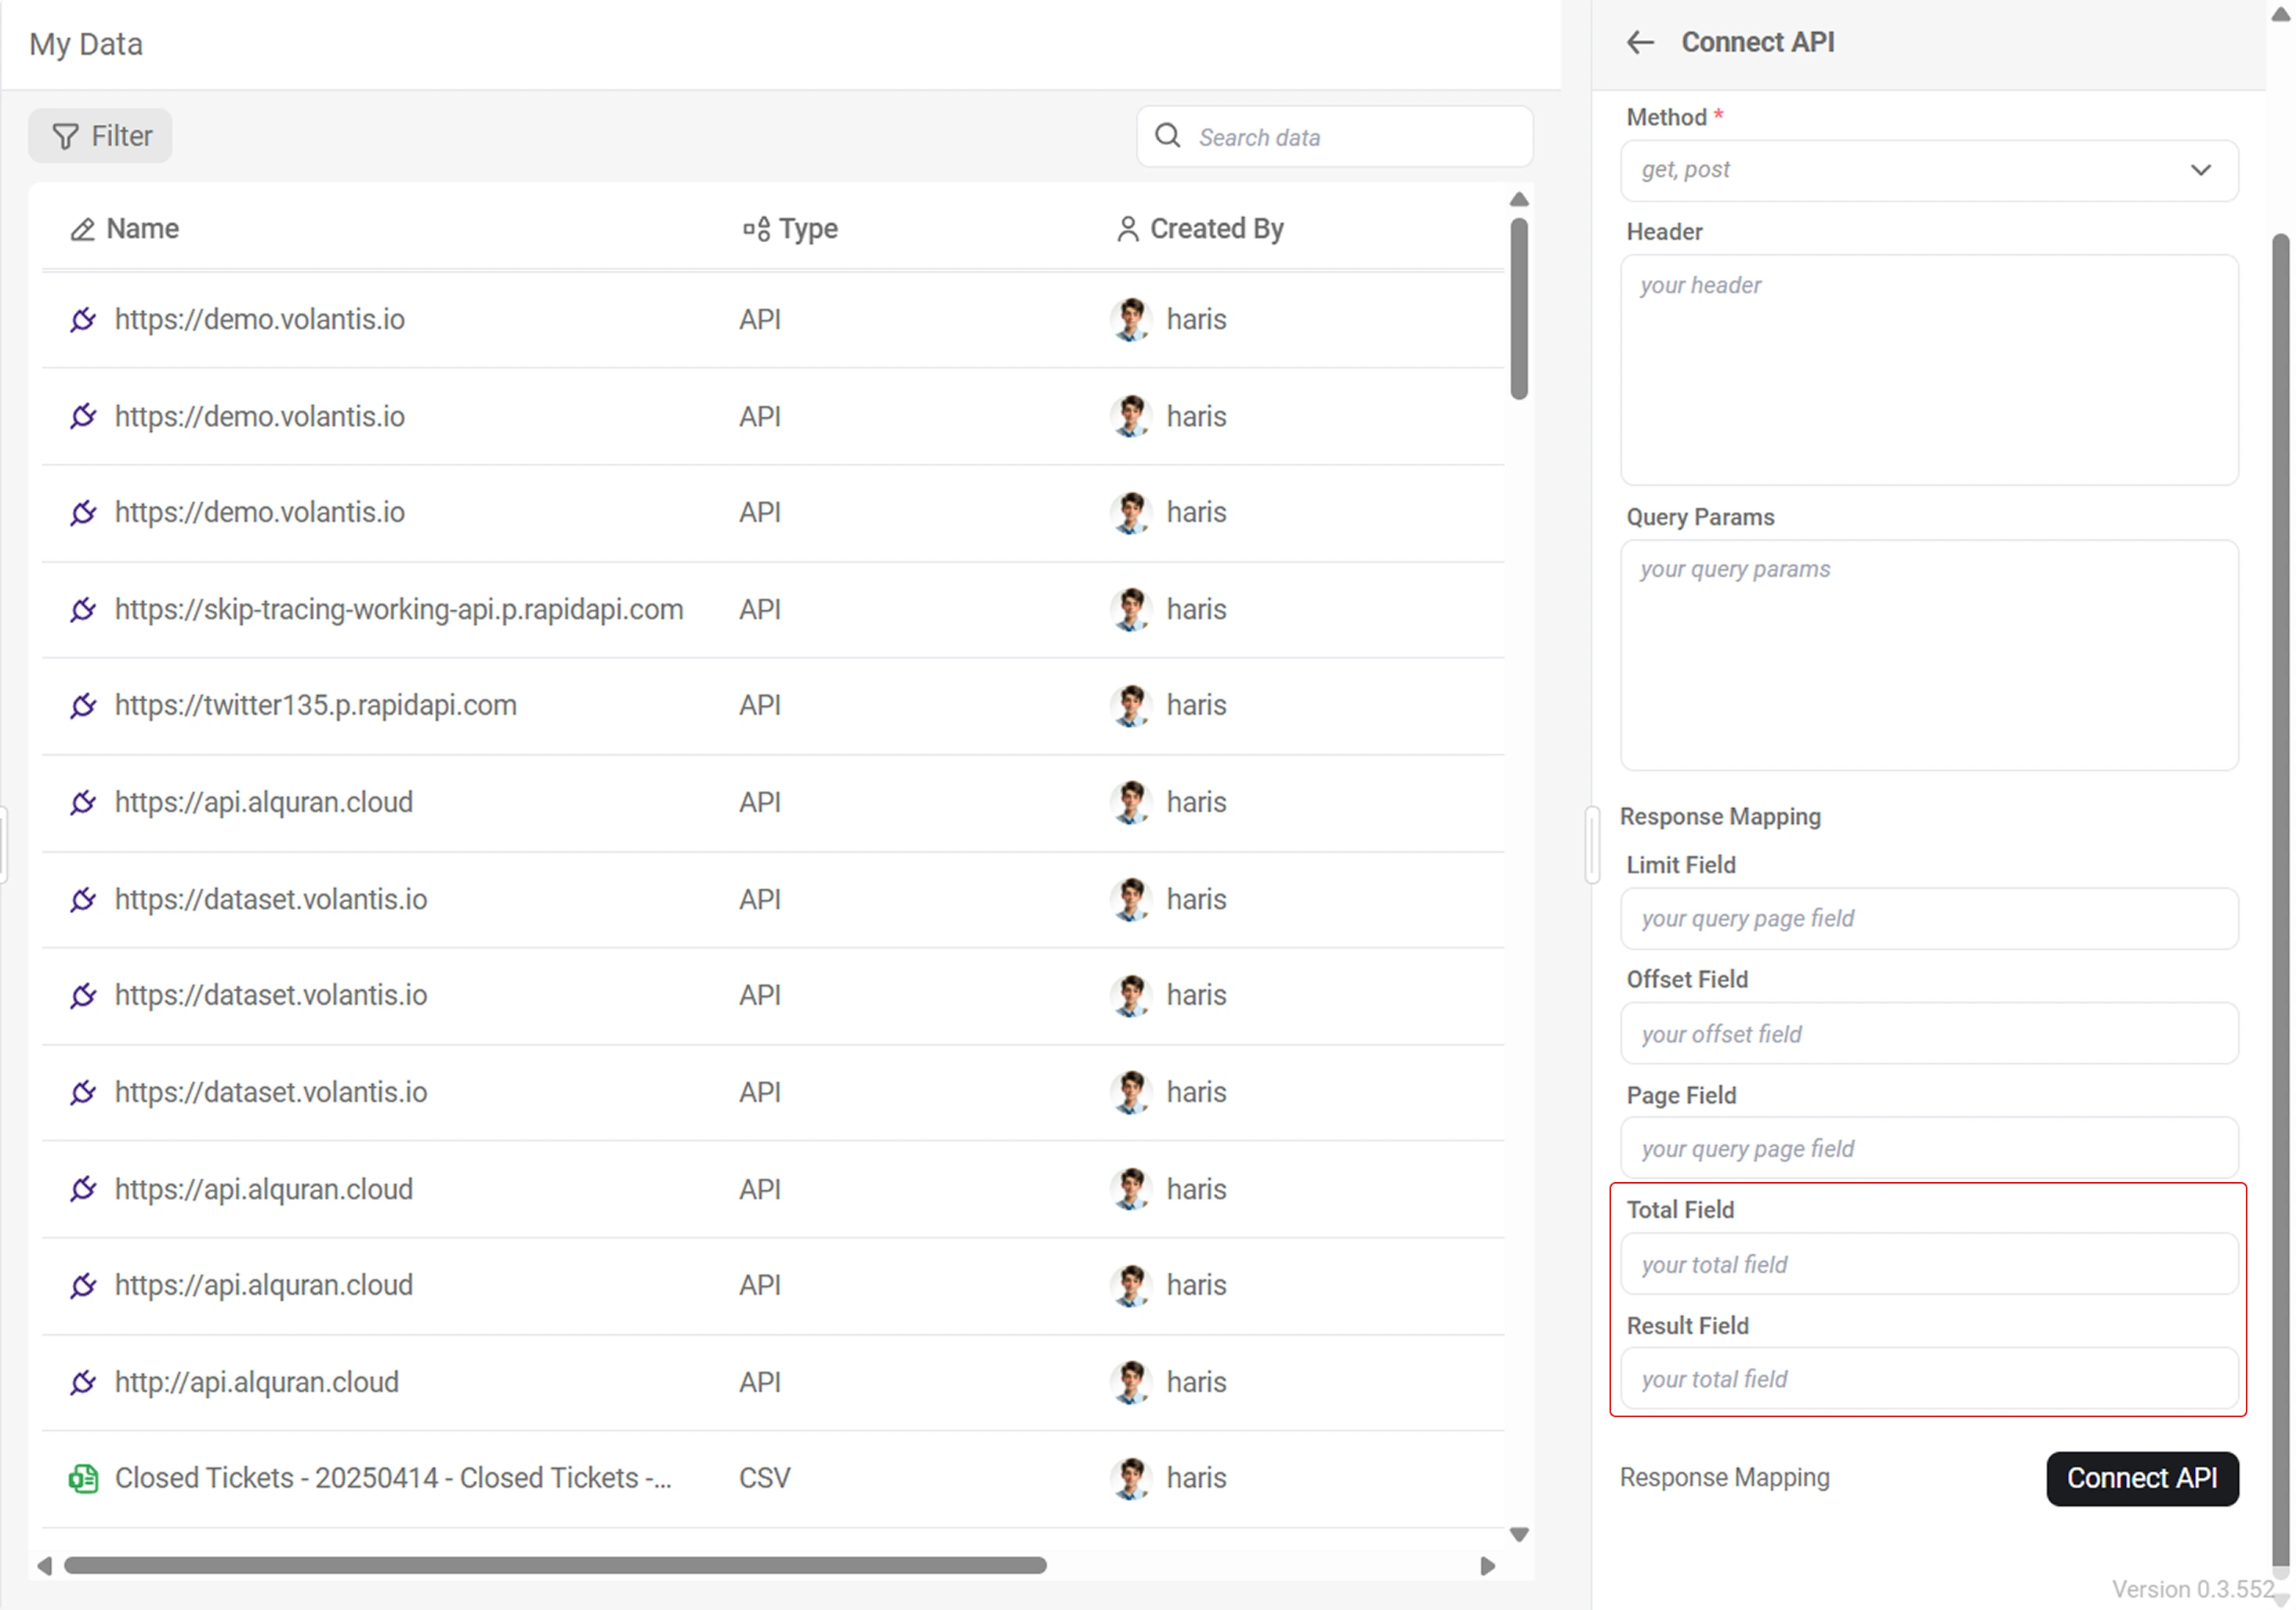 My Data
Filter
Search data
Name Type Created By
https://demo.volantis.io API haris
https://demo.volantis.io API haris
https://demo.volantis.io API haris
https://skip-tracing-working-api.p.rapidapi.com API haris
https://twitter135.p.rapidapi.com API haris
https://api.alquran.cloud API haris
https://dataset.volantis.io API haris
https://dataset.volantis.io API haris
https://dataset.volantis.io API haris
https://api.alquran.cloud API haris
https://api.alquran.cloud API haris
http://api.alquran.cloud API haris
Closed Tickets - 20250414 - Closed Tickets -... CSV haris
Connect API
Method *
get, post
Header
your header
Query Params
your query params
Response Mapping
Limit Field
your query page field
Offset Field
your offset field
Page Field
your query page field
Total Field
your total field
Result Field
your total field
Response Mapping
Connect API
Version 0.3.552